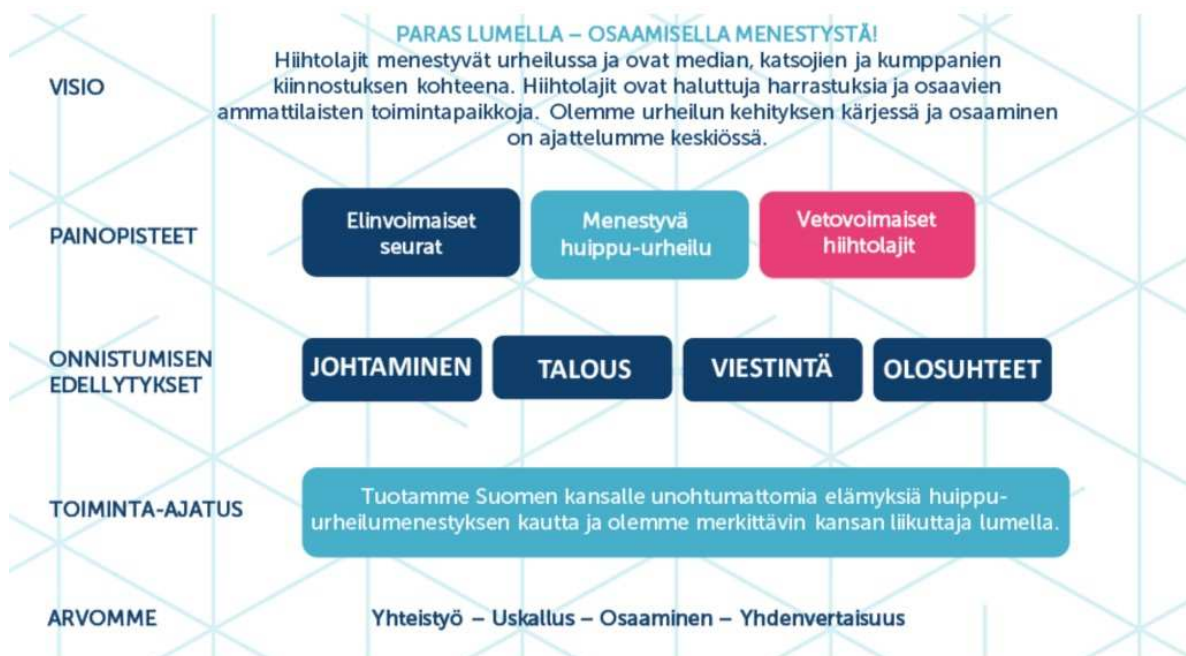 PARAS LUMELLA – OSAAMISELLA MENESTYSTÄ!
VISIO
Hiihtolajit menestyvät urheilussa ja ovat median, katsojien ja kumppanien
kiinnostuksen kohteena. Hiihtolajit ovat haluttuja harrastuksia ja osaavien
ammattilaisten toimintapaikkoja. Olemme urheilun kehityksen kärjessä ja osaaminen
on ajattelumme keskiössä.
PAINOPISTEET
Elinvoimaiset
seurat
Menestyvä
huippu-urheilu
Vetovoimaiset
hiihtolajit
ONNISTUMISEN
EDELLYTYKSET
JOHTAMINEN
TALOUS
VIESTINTÄ
OLOSUHTEET
TOIMINTA-AJATUS
Tuotamme Suomen kansalle unohtumattomia elämyksiä huippu-
urheilumenestyksen kautta ja olemme merkittävin kansan liikuttaja lumella.
ARVOMME
Yhteistyö – Uskallus – Osaaminen – Yhdenvertaisuus